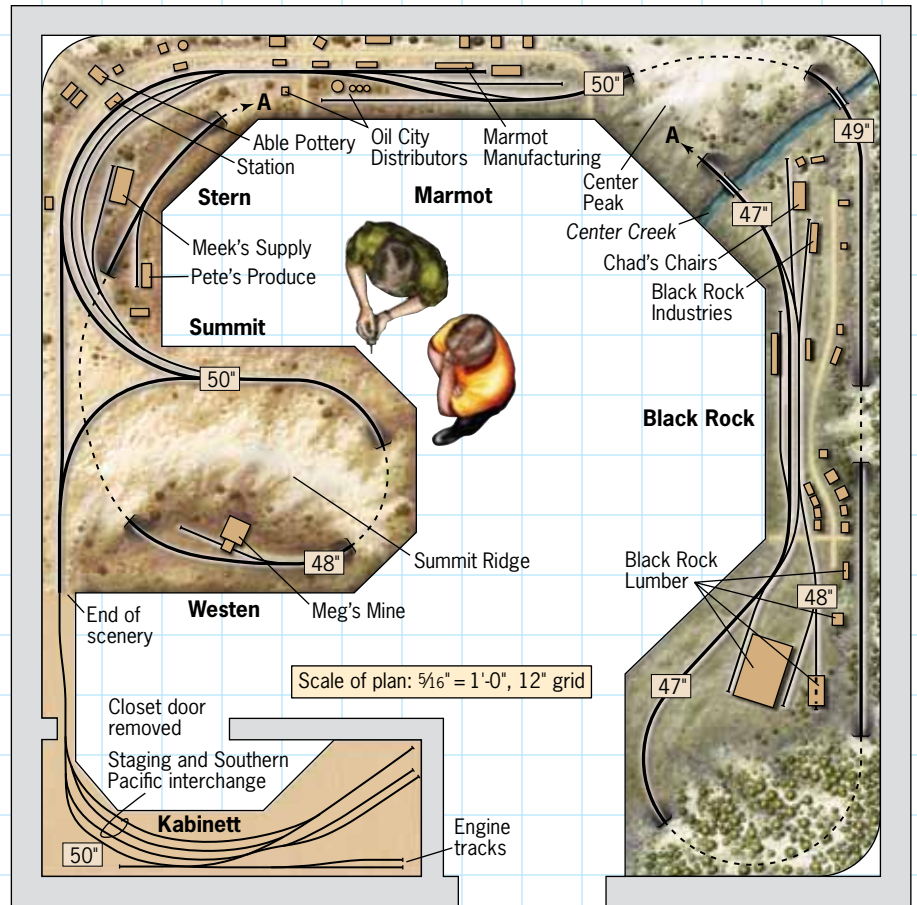 50"
A
49"
Able Pottery
Station
Oil City
Distributors
Marmot
Manufacturing
A
Center
Peak
Stern
Marmot
47"
Center Creek
Meek's Supply
Chad's Chairs
Pete's Produce
Black Rock
Industries
Summit
50"
Black Rock
Summit Ridge
48"
Black Rock
Lumber
48"
End of
scenery
Westen
Meg's Mine
Scale of plan: 5/16" = 1'-0", 12" grid
47"
Closet door
removed
Staging and Southern
Pacific interchange
Kabinett
50"
Engine
tracks